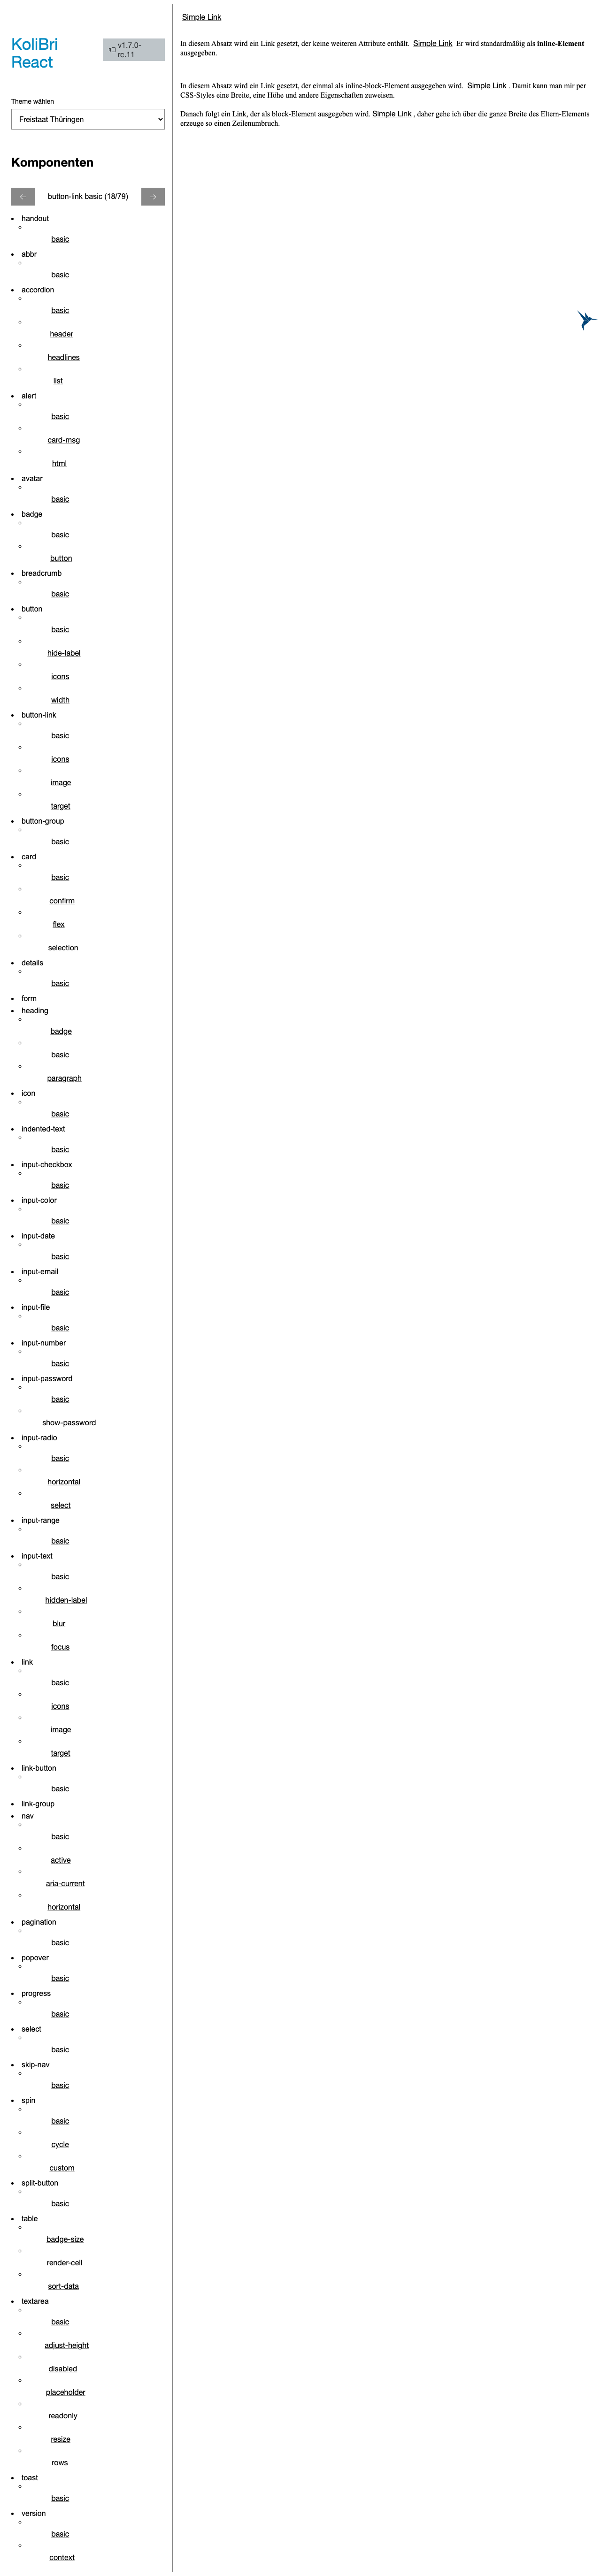 KoliBri
React
v1.7.0-
rc.11
Theme wählen
Freistaat Thüringen
Komponenten
button-link basic (18/79)
handout
basic
abbr
basic
accordion
basic
header
headlines
list
alert
basic
card-msg
html
avatar
basic
badge
basic
button
breadcrumb
basic
button
basic
hide-label
icons
width
button-link
basic
icons
image
target
button-group
basic
card
basic
confirm
flex
selection
details
basic
form
heading
badge
basic
paragraph
icon
basic
indented-text
basic
input-checkbox
basic
input-color
basic
input-date
basic
input-email
basic
input-file
basic
input-number
basic
input-password
basic
show-password
input-radio
basic
horizontal
select
input-range
basic
input-text
basic
hidden-label
blur
focus
link
basic
icons
image
target
link-button
basic
link-group
nav
basic
active
aria-current
horizontal
pagination
basic
popover
basic
progress
basic
select
basic
skip-nav
basic
spin
basic
cycle
custom
split-button
basic
table
badge-size
render-cell
sort-data
textarea
basic
adjust-height
disabled
placeholder
readonly
resize
rows
toast
basic
version
basic
context
Simple Link
In diesem Absatz wird ein Link gesetzt, der keine weiteren Attribute enthält. Simple Link Er wird standardmäßig als inline-Element
ausgegeben.
In diesem Absatz wird ein Link gesetzt, der einmal als inline-block-Element ausgegeben wird. Simple Link . Damit kann man mir per
CSS-Styles eine Breite, eine Höhe und andere Eigenschaften zuweisen.
Danach folgt ein Link, der als block-Element ausgegeben wird. Simple Link , daher gehe ich über die ganze Breite des Eltern-Elements
erzeuge so einen Zeilenumbruch.